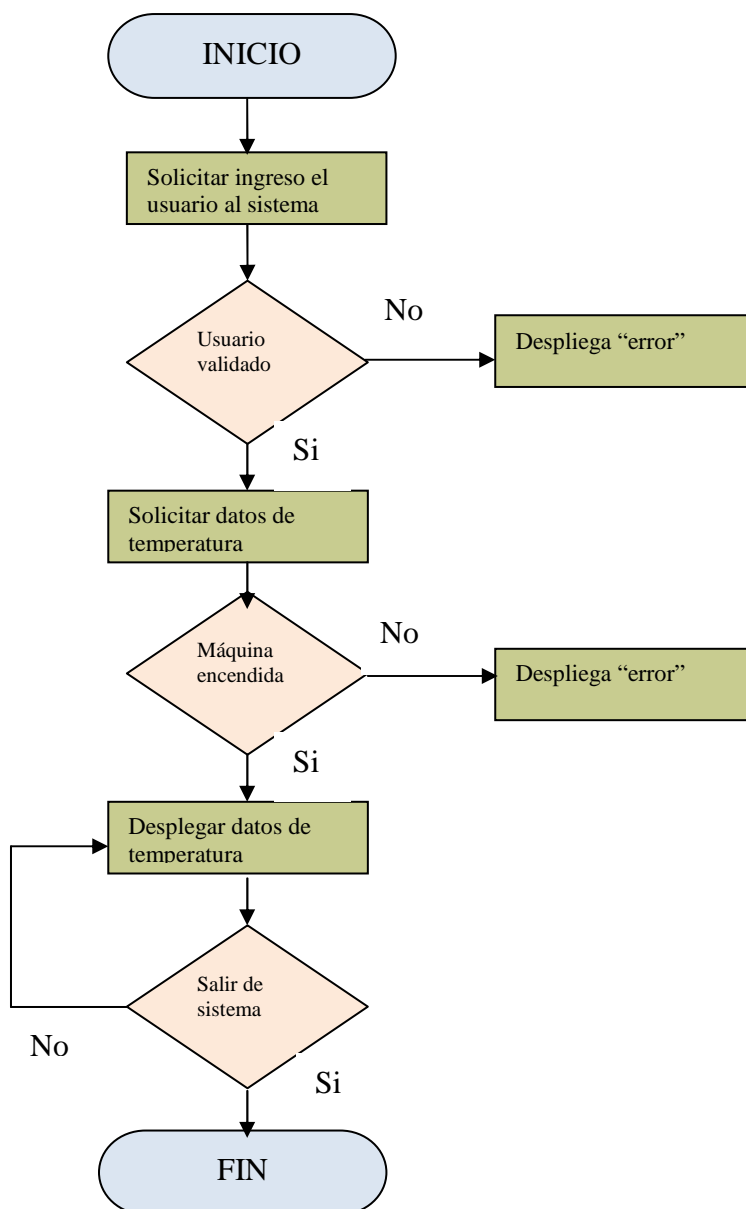 INICIO
Solicitar ingreso el
usuario al sistema
Usuario
validado
No
Despliega “error”
Si
Solicitar datos de
temperatura
Máquina
encendida
No
Despliega “error”
Si
Desplegar datos de
temperatura
Salir de
sistema
No
Si
FIN